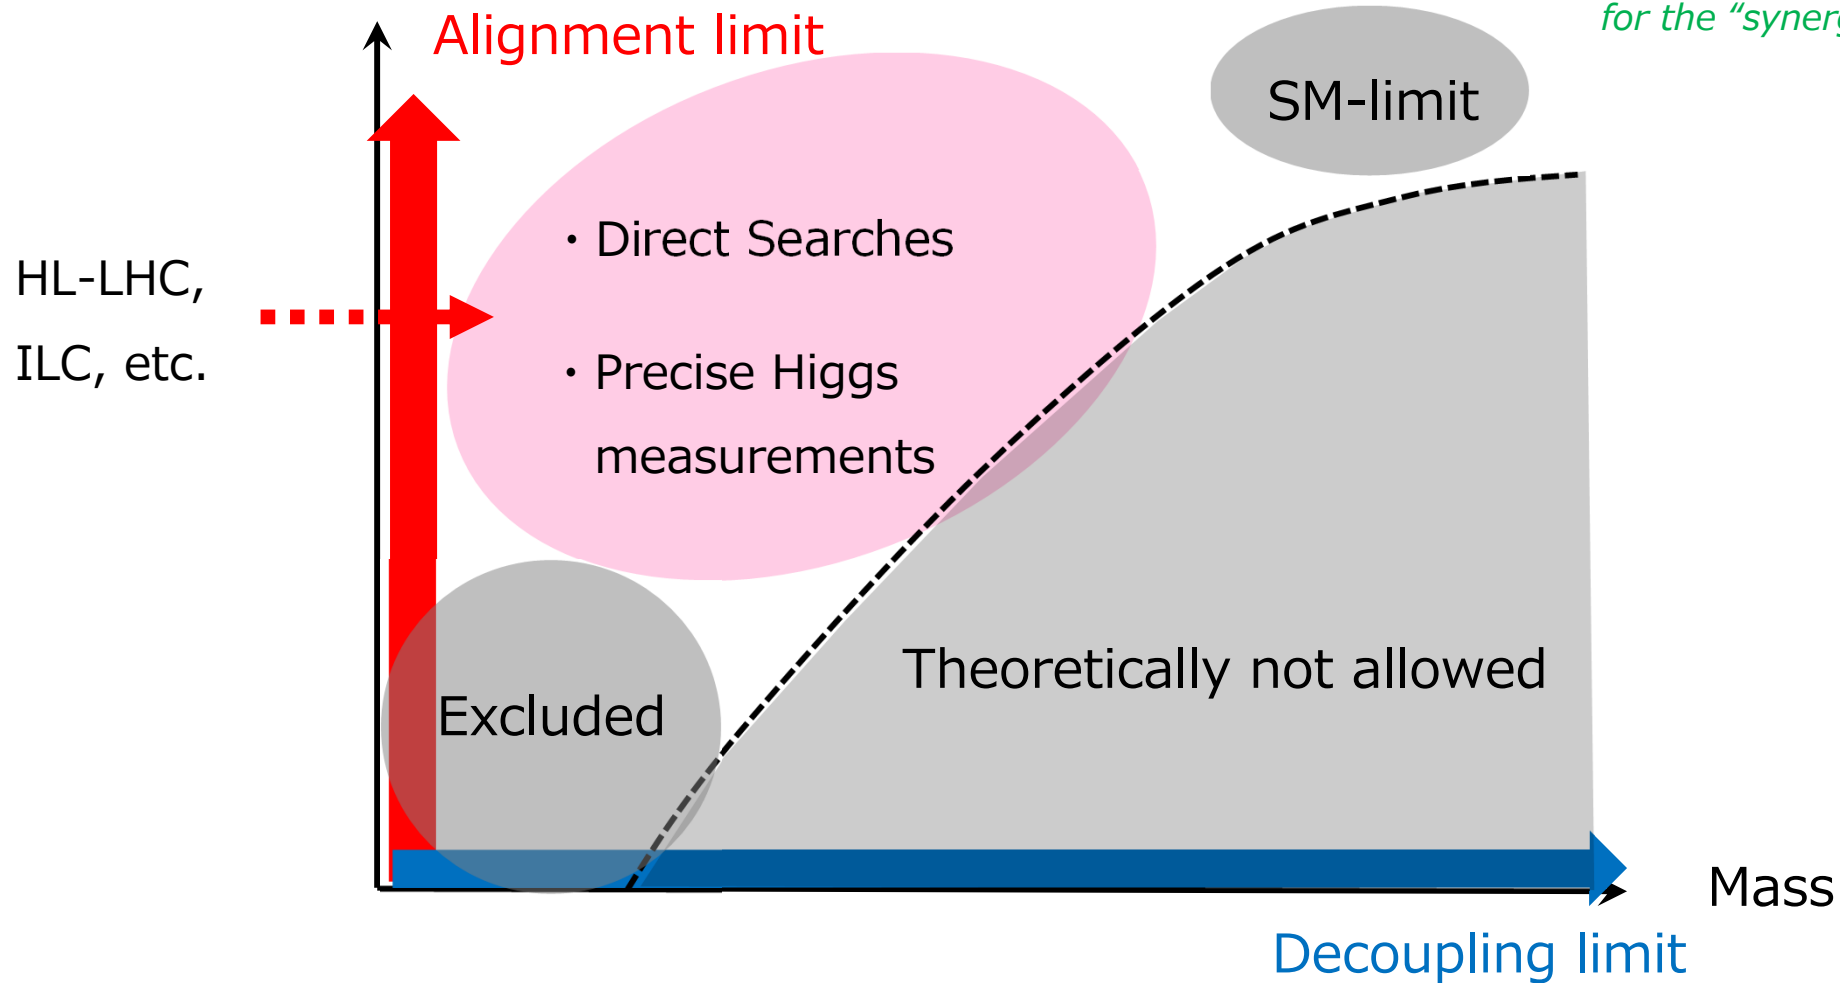 Alignment limit
for the “synerg
SM-limit
・Direct Searches
HL-LHC,
ILC, etc.
・Precise Higgs
measurements
Theoretically not allowed
Excluded
Mass
Decoupling limit